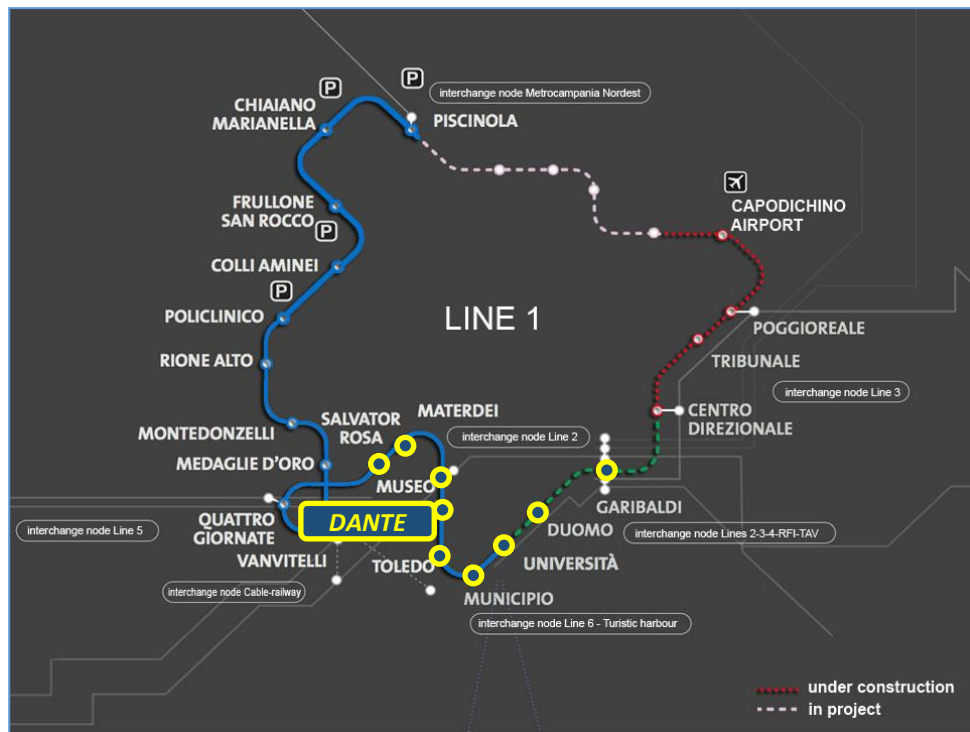 P
P
interchange node Metrocampania Nordest
CHIAIANO
MARIANELLA
PISCINOLA
FRULLONE
SAN ROCCO
P
CAPODICHINO
AIRPORT
COLLI AMINEI
P
POLICLINICO
LINE 1
POGGIOREALE
RIONE ALTO
TRIBUNALE
interchange node Line 3
MATERDEI
SALVATOR
ROSA
CENTRO
DIREZIONALE
MONTEDONZELLI
interchange node Line 2
MEDAGLIE D'ORO
MUSEO
GARIBALDI
QUATTRO
GIORNATE
DANTE
DUOMO
interchange node Line 5
interchange node Lines 2-3-4-RFI-TAV
VANVITELLI
TOLEDO
UNIVERSITÀ
interchange node Cable-railway
MUNICIPIO
interchange node Line 6 - Turistic harbour
under construction
in project